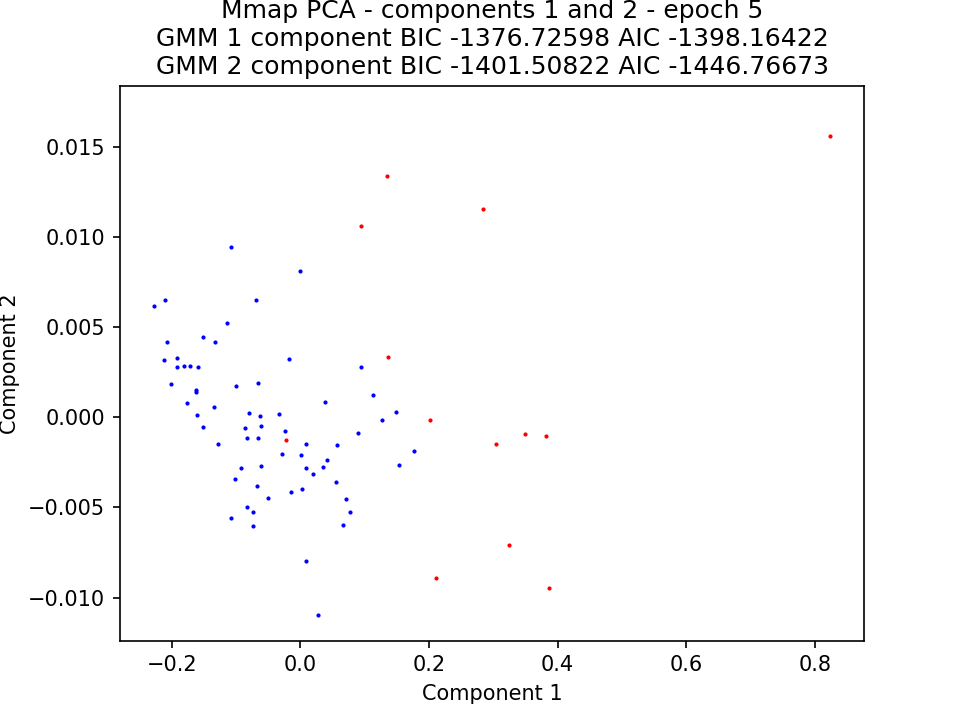 Mmap PCA - components 1 and 2 - epoch 5
GMM 1 component BIC -1376.72598 AIC -1398.16422
GMM 2 component BIC -1401.50822 AIC -1446.76673
Component 2
0.015
0.010
0.005
0.000
−0.005
−0.010
−0.2
0.0
0.2
0.4
0.6
0.8
Component 1